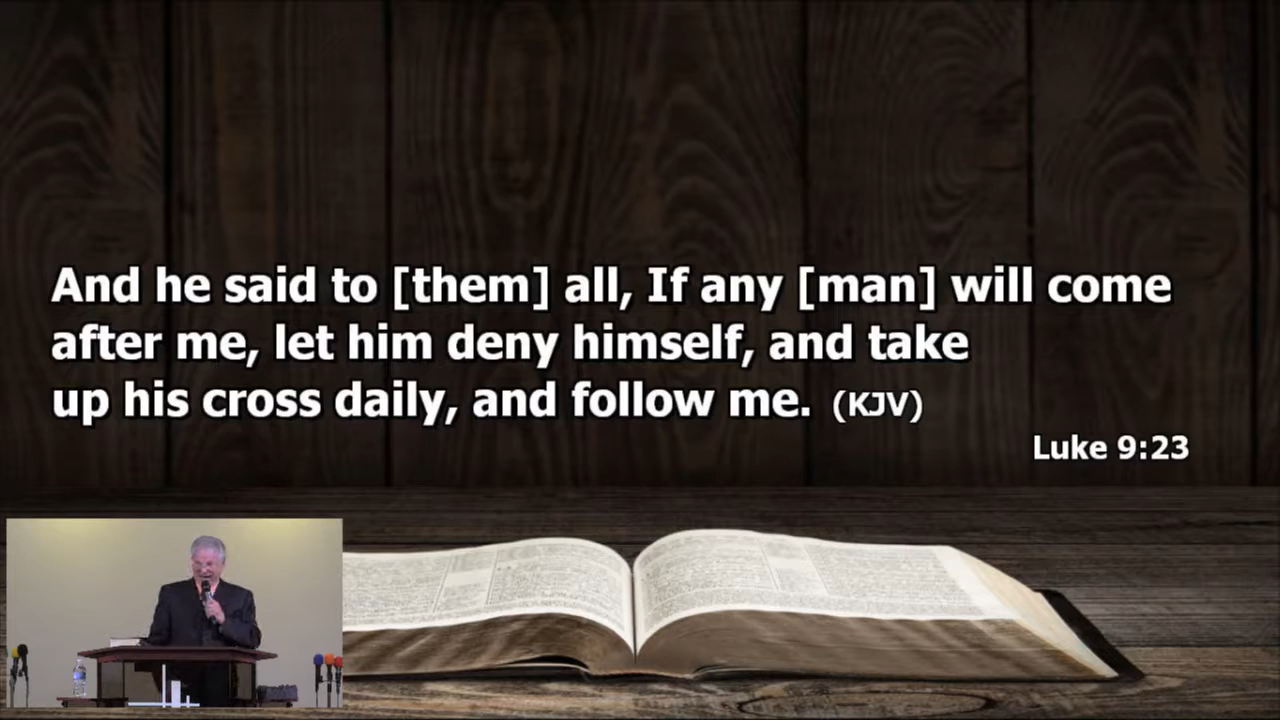 And he said to [them] all, If any [man] will come
after me, let him deny himself, and take
up his cross daily, and follow me. (KJV)
Luke 9:23